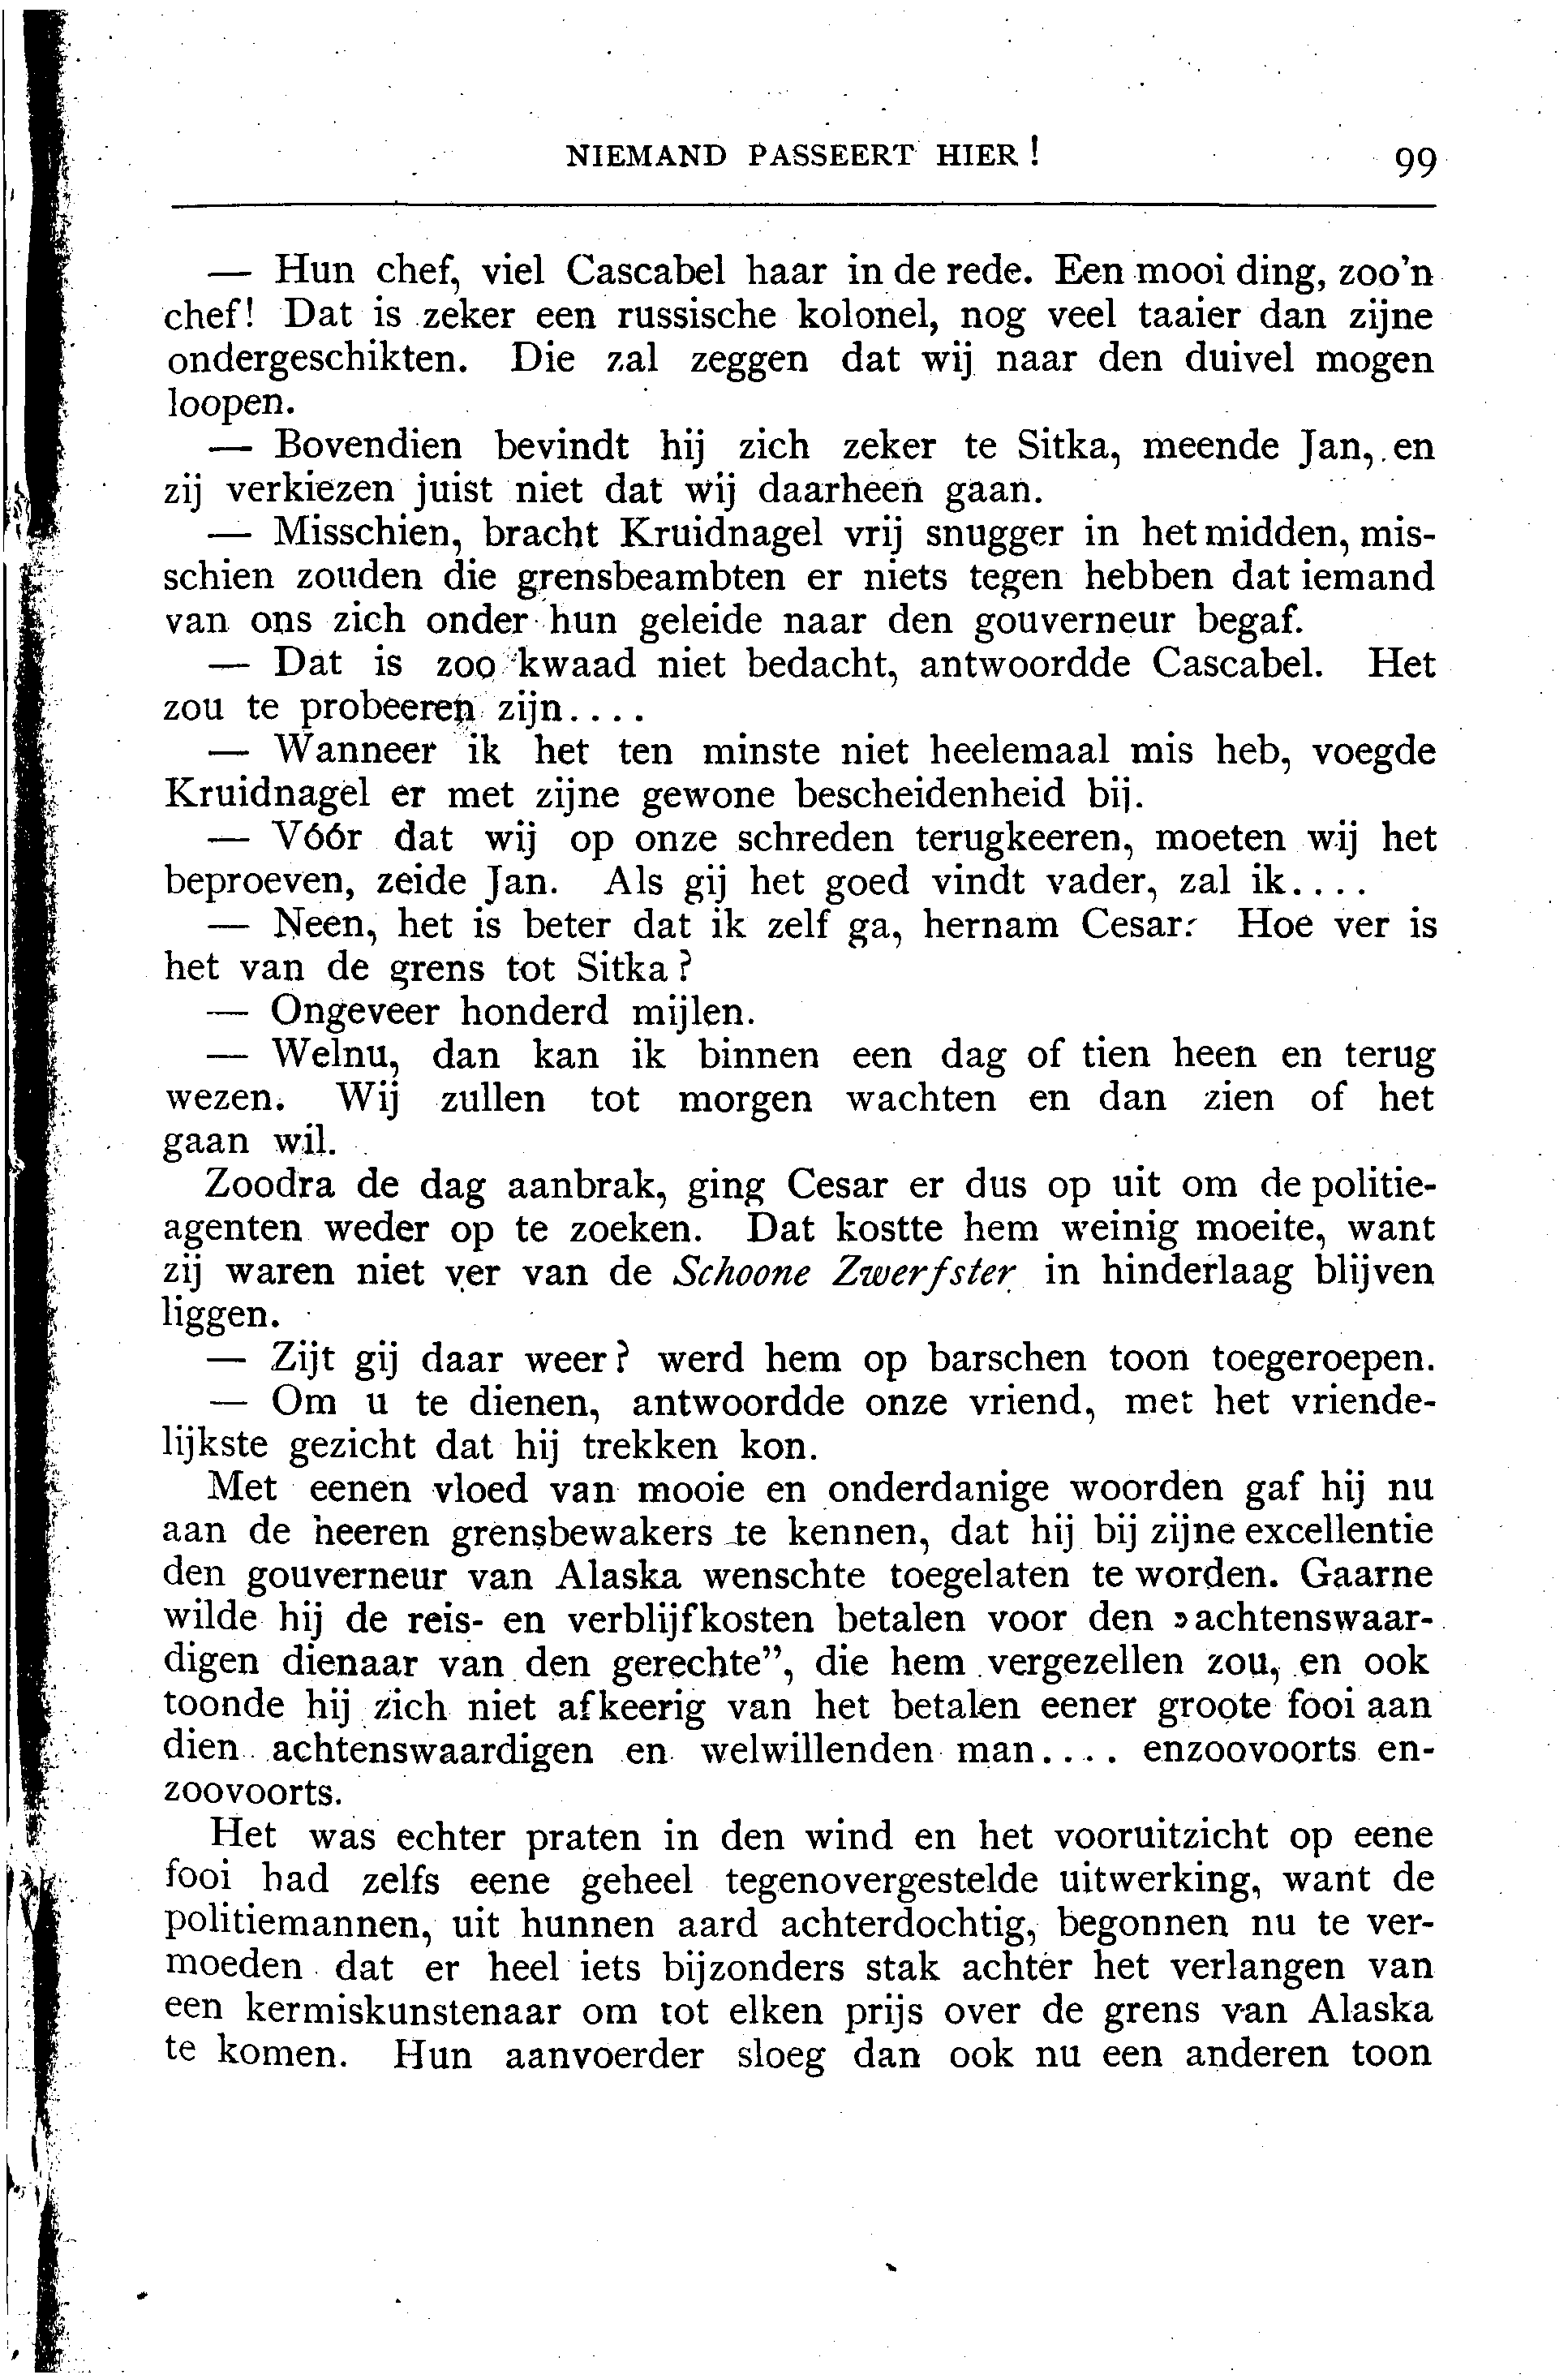 NIEMAND PASSEERT HIER! 99
— Hun chef, viel Cascabel haar in de rede. Een mooi ding, zoo'n
chef! Dat is zeker een russische kolonel, nog veel taaier dan zijne
ondergeschikten. Die zal zeggen dat wij naar den duivel mogen
loopen.
— Bovendien bevindt hij zich zeker te Sitka, meende Jan, en
zij verkiezen juist niet dat wij daarheen gaan.
— Misschien, bracht Kruidnagel vrij snugger in het midden, mis-
schien zouden die grensbeambten er niets tegen hebben dat iemand
van ons zich onder hun geleide naar den gouverneur begaf.
— Dat is zoo kwaad niet bedacht, antwoordde Cascabel. Het
zou te probeeren zijn....
— Wanneer ik het ten minste niet heelemaal mis heb, voegde
Kruidnagel er met zijne gewone bescheidenheid bij.
— Vóór dat wij op onze schreden terugkeeren, moeten wij het
beproeven, zeide Jan. Als gij het goed vindt vader, zal ik....
— Neen, het is beter dat ik zelf ga, hernam Cesar. Hoe ver is
het van de grens tot Sitka?
— Ongeveer honderd mijlen.
— Welnu, dan kan ik binnen een dag of tien heen en terug
wezen. Wij zullen tot morgen wachten en dan zien of het
gaan wil.
Zoodra de dag aanbrak, ging Cesar er dus op uit om de politie-
agenten weder op te zoeken. Dat kostte hem weinig moeite, want
zij waren niet ver van de Schoone Zwerfster in hinderlaag blijven
liggen.
— Zijt gij daar weer? werd hem op barschen toon toegeroepen.
— Om u te dienen, antwoordde onze vriend, met het vriende-
lijkste gezicht dat hij trekken kon.
Met eenen vloed van mooie en onderdanige woorden gaf hij nu
aan de heeren grensbewakers te kennen, dat hij bij zijne excellentie
den gouverneur van Alaska wenschte toegelaten te worden. Gaarne
wilde hij de reis- en verblijfkosten betalen voor den »achtenswaar-
digen dienaar van den gerechte”, die hem vergezellen zou, en ook
toonde hij zich niet afkeerig van het betalen eener groote fooi aan
dien achtenswaardigen en welwillenden man.... enzoovoorts en-
zoovoorts.
Het was echter praten in den wind en het vooruitzicht op eene
fooi had zelfs eene geheel tegenovergestelde uitwerking, want de
politiemannen, uit hunnen aard achterdochtig, begonnen nu te ver-
moeden dat er heel iets bijzonders stak achter het verlangen van
een kermiskunstenaar om tot elken prijs over de grens van Alaska
te komen. Hun aanvoerder sloeg dan ook nu een anderen toon